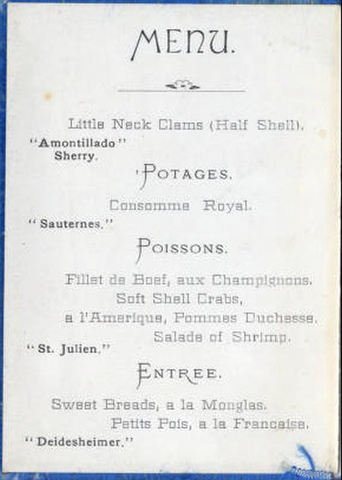 MENU.
Little Neck Clams (Half Shell).
"Amontillado"
Sherry.
'POTAGES.
Consomme Royal.
"Sauternes."
POISSONS.
Fillet de Boef, aux Champignons.
Soft Shell Crabs,
a l'Amerique, Pommes Duchesse.
Salade of Shrimp.
"St. Julien."
ENTREE.
Sweet Breads, a la Monglas.
Petits Pois, a la Francaise.
"Deidesheimer."